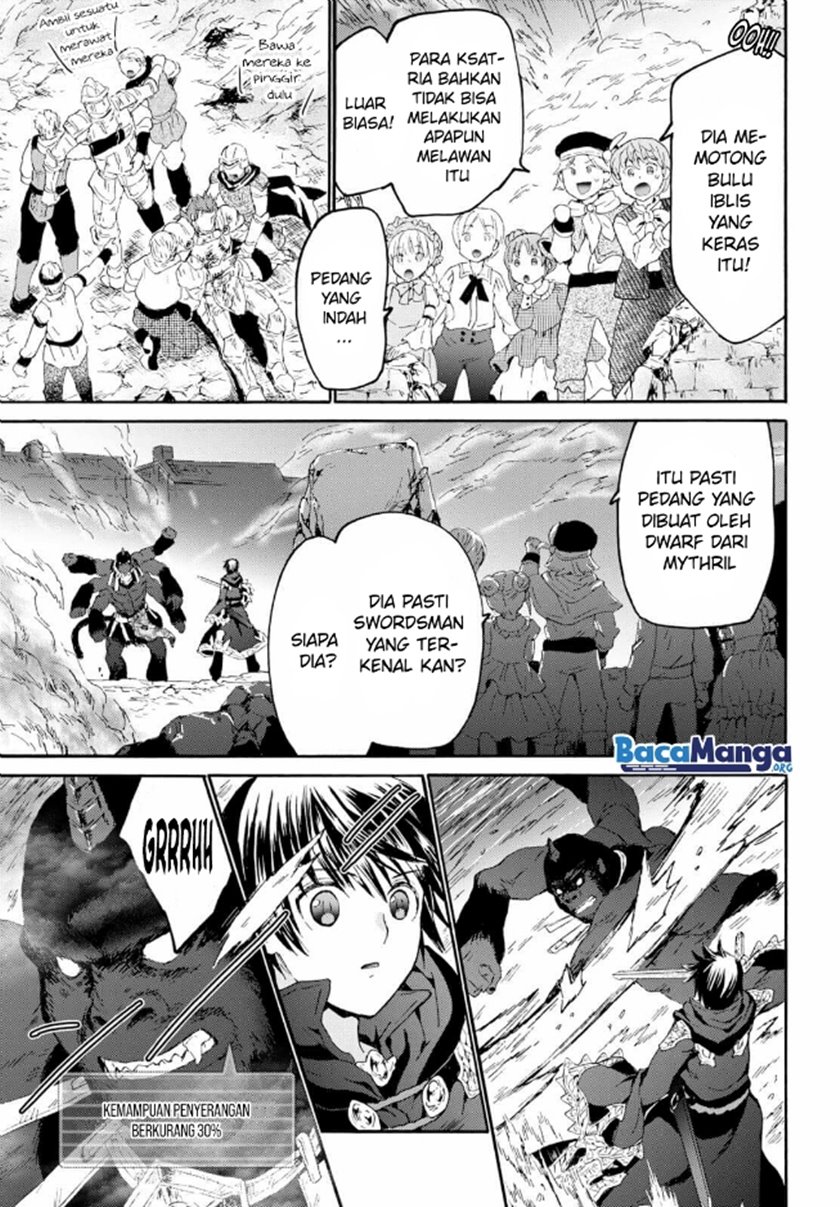 OO!!!
DIA ME-
MOTONG
BULU
IBLIS
YANG
KERAS
ITU!
PARA KSAT-
RIA BAHKAN
TIDAK BISA
MELAKUKAN
APAPUN
MELAWAN
ITU
LUAR
BIASA!
PEDANG
YANG
INDAH
...
Bawa
mereka ke
pinggir
dulu
Ambil sesuatu
untuk
merawat
mereka
ITU PASTI
PEDANG YANG
DIBUAT OLEH
DWARF DARI
MYTHRIL
DIA PASTI
SWORDSMAN
YANG TER-
KENAL KAN?
SIAPA
DIA?
BacaManga
.ORG
GRRRHH
KEMAMPUAN PENYERANGAN
BERKURANG 30%